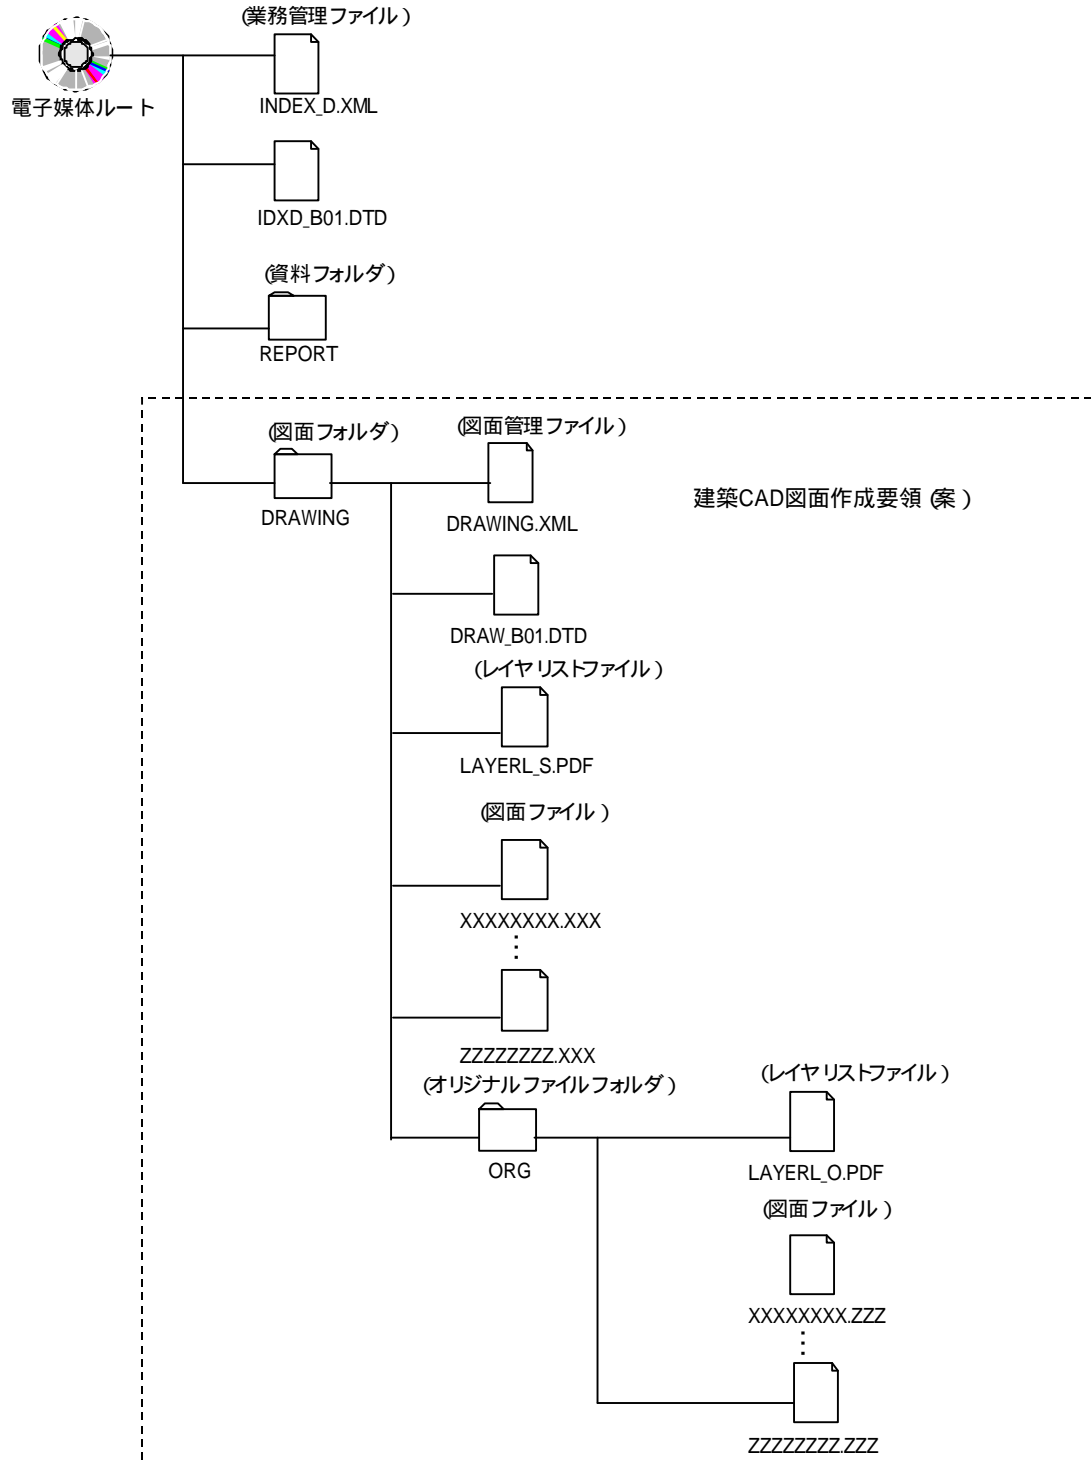 (業務管理ファイル)
電子媒体ルート
INDEX_D.XML
IDXD_B01.DTD
(資料フォルダ)
REPORT
(図面フォルダ)
(図面管理ファイル)
建築CAD図面作成要領(案)
DRAWING
DRAWING.XML
DRAW_B01.DTD
(レイヤリストファイル)
LAYERL_S.PDF
(図面ファイル)
XXXXXXXX.XXX
ZZZZZZZZ.XXX
(オリジナルファイルフォルダ)
(レイヤリストファイル)
ORG
LAYERL_O.PDF
(図面ファイル)
XXXXXXXX.ZZZ
ZZZZZZZZ.ZZZ